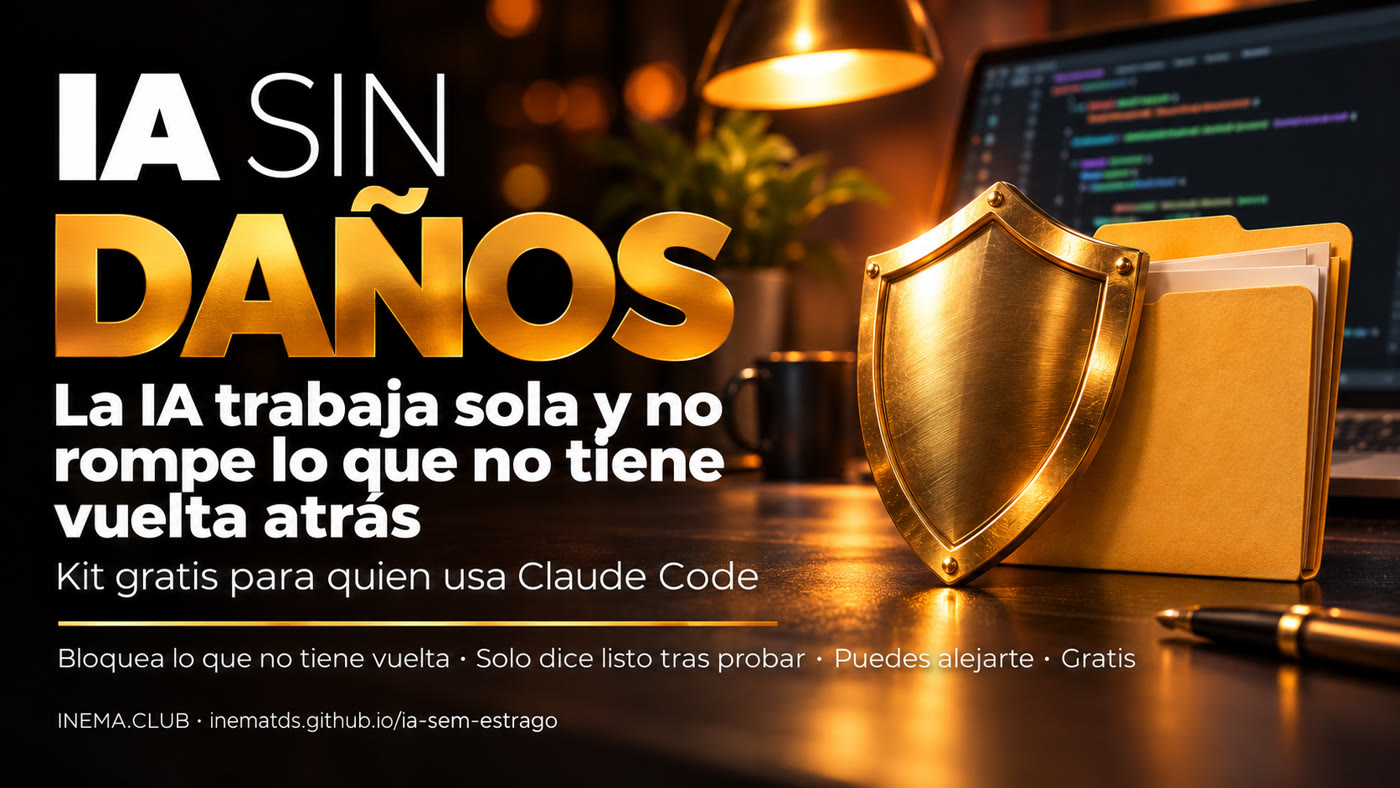 IA SIN
DAÑOS
La IA trabaja sola y no
rompe lo que no tiene
vuelta atrás
Kit gratis para quien usa Claude Code
Bloquea lo que no tiene vuelta · Solo dice listo tras probar · Puedes alejarte · Gratis
INEMA.CLUB · inematds.github.io/ia-sem-estrago